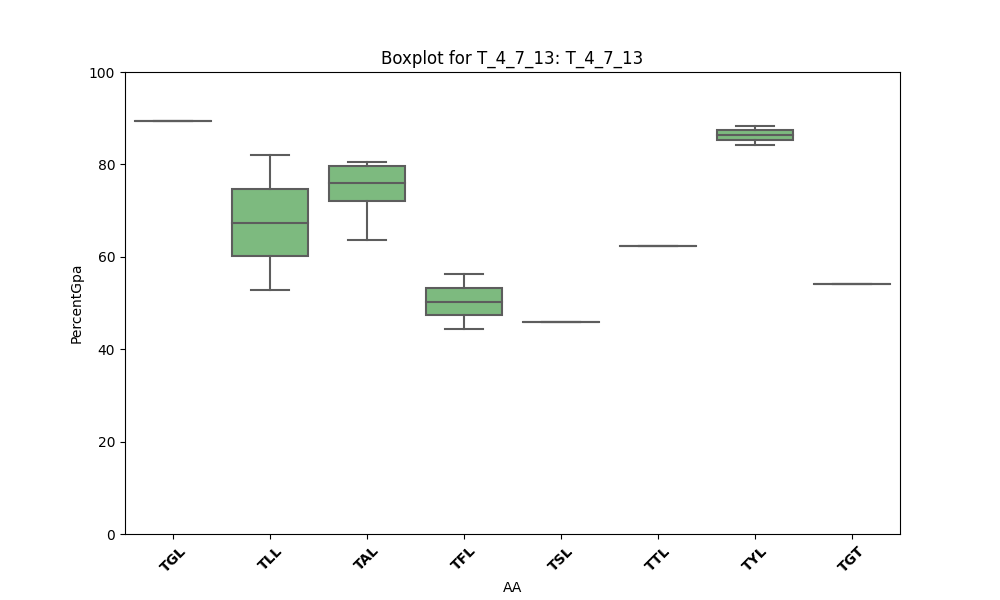 Boxplot for T_4_7_13: T_4_7_13
100
80
60
40
20
0
PercentGpa
TGL
TLL
TAL
TFL
TSL
TTL
TYL
TGT
AA